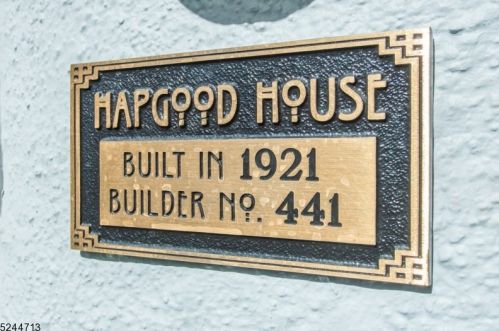 HAPGOOD HOUSE
BUILT IN 1921
BUILDER NO. 441
5244713